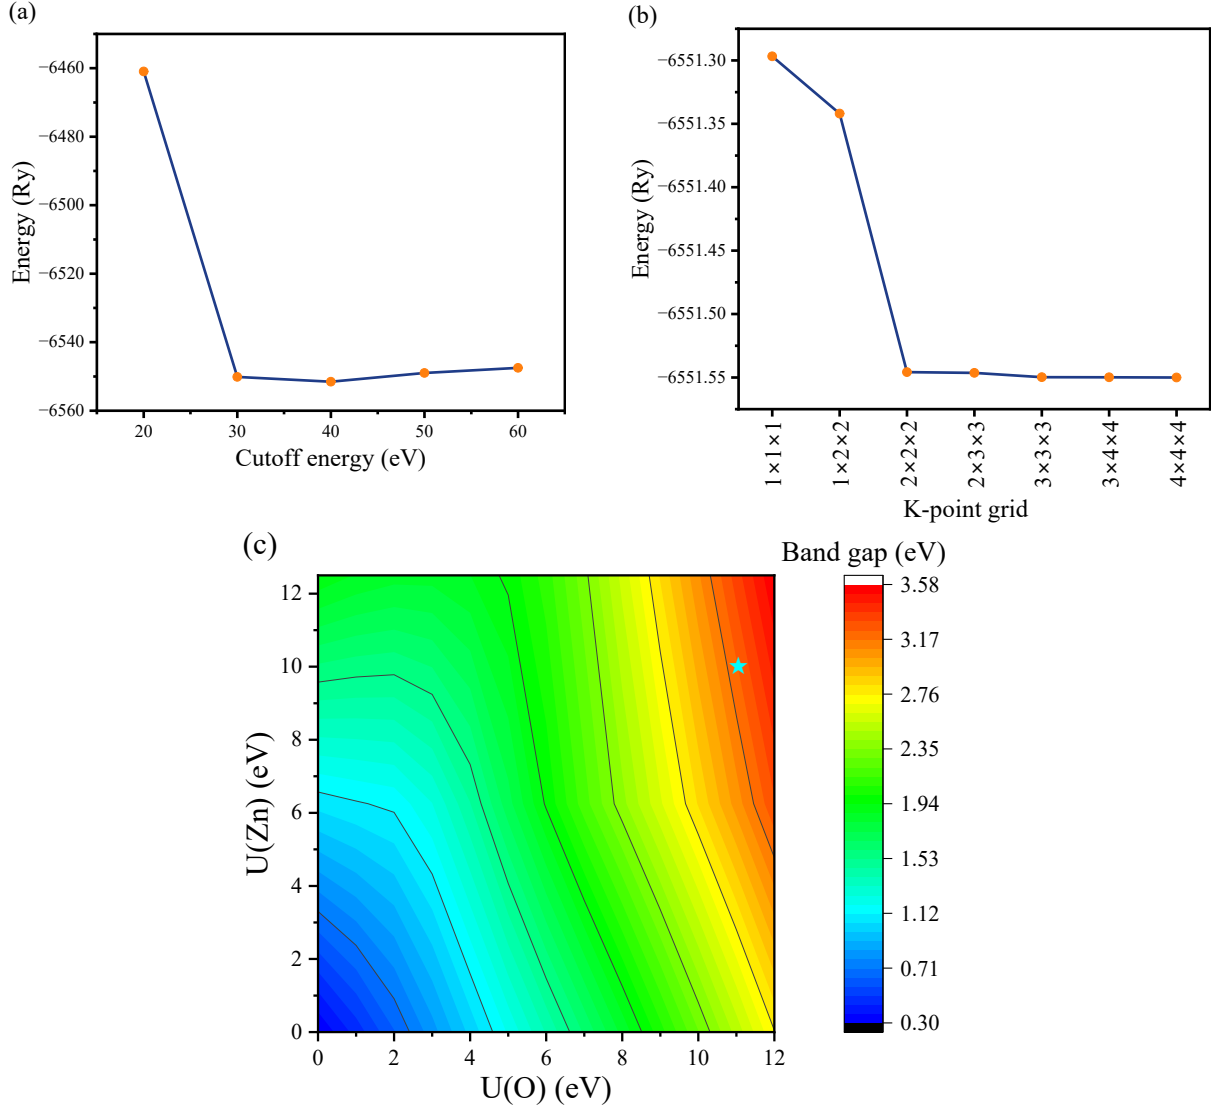 (a)
−6460
−6480
−6500
−6520
−6540
−6560
Energy (Ry)
20 30 40 50 60
Cutoff energy (eV)
(b)
−6551.30
−6551.35
−6551.40
−6551.45
−6551.50
−6551.55
Energy (Ry)
1×1×1
1×2×2
2×2×2
2×3×3
3×3×3
3×4×4
4×4×4
K-point grid
(c)
12
10
8
6
4
2
0
U(Zn) (eV)
0 2 4 6 8 10 12
U(O) (eV)
Band gap (eV)
3.58
3.17
2.76
2.35
1.94
1.53
1.12
0.71
0.30